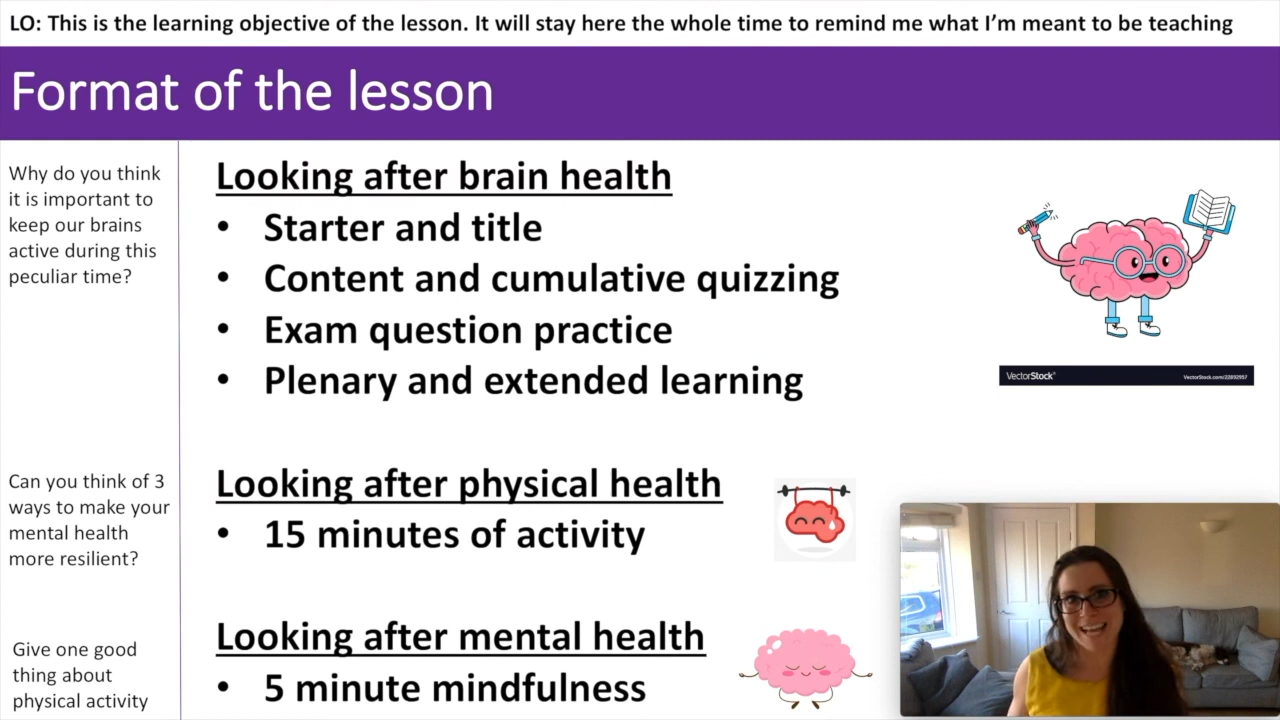 LO: This is the learning objective of the lesson. It will stay here the whole time to remind me what I’m meant to be teaching
Format of the lesson
Why do you think
it is important to
keep our brains
active during this
peculiar time?
Can you think of 3
ways to make your
mental health
more resilient?
Give one good
thing about
physical activity
Looking after brain health
• Starter and title
• Content and cumulative quizzing
• Exam question practice
• Plenary and extended learning
Looking after physical health
• 15 minutes of activity
Looking after mental health
• 5 minute mindfulness
VectorStock®
VectorStock.com/22892957